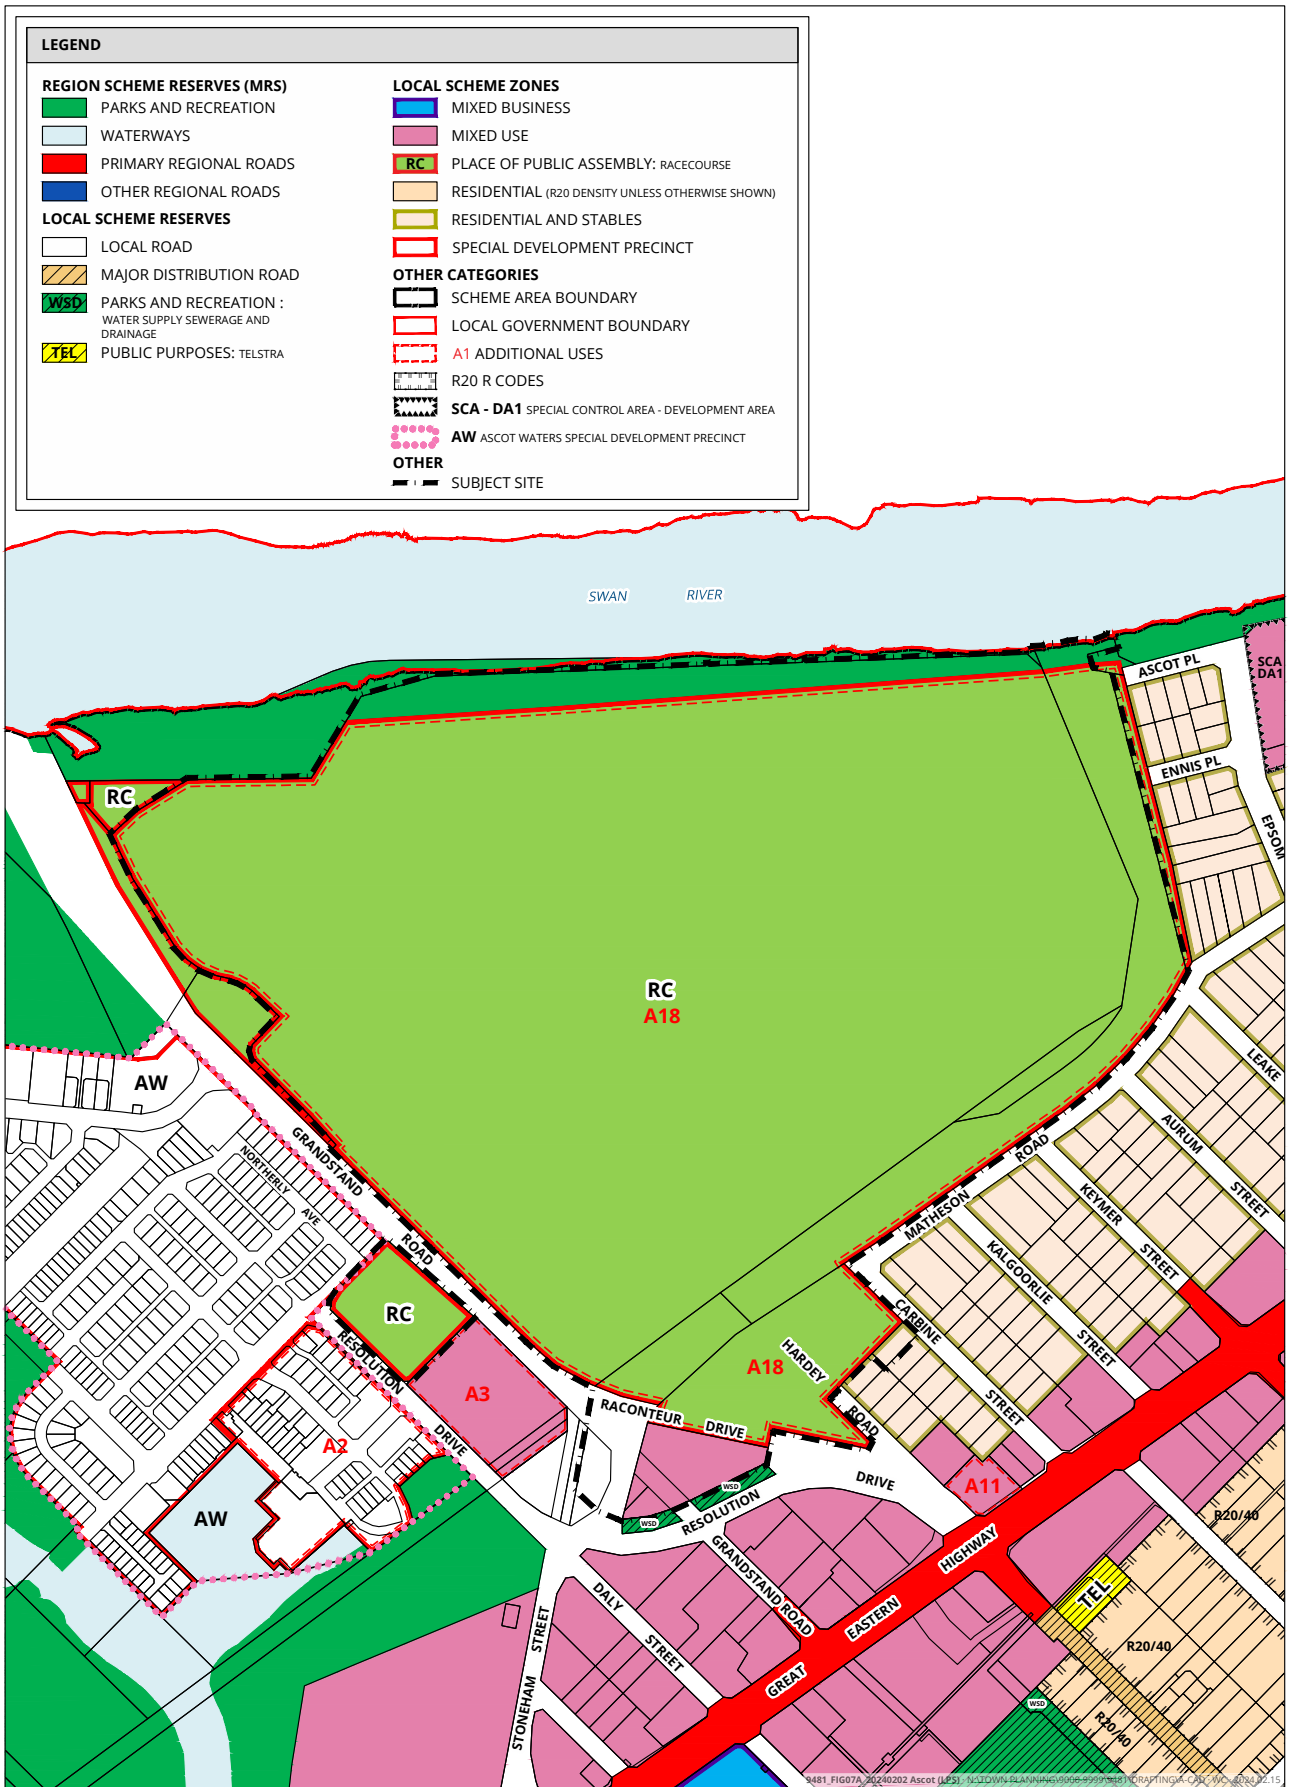 LEGEND
REGION SCHEME RESERVES (MRS)
PARKS AND RECREATION
WATERWAYS
PRIMARY REGIONAL ROADS
OTHER REGIONAL ROADS
LOCAL SCHEME RESERVES
LOCAL ROAD
MAJOR DISTRIBUTION ROAD
WSD PARKS AND RECREATION :
WATER SUPPLY SEWERAGE AND
DRAINAGE
TEL PUBLIC PURPOSES: TELSTRA
LOCAL SCHEME ZONES
MIXED BUSINESS
MIXED USE
RC PLACE OF PUBLIC ASSEMBLY: RACECOURSE
RESIDENTIAL (R20 DENSITY UNLESS OTHERWISE SHOWN)
RESIDENTIAL AND STABLES
SPECIAL DEVELOPMENT PRECINCT
OTHER CATEGORIES
SCHEME AREA BOUNDARY
LOCAL GOVERNMENT BOUNDARY
A1 ADDITIONAL USES
R20 R CODES
SCA - DA1 SPECIAL CONTROL AREA - DEVELOPMENT AREA
AW ASCOT WATERS SPECIAL DEVELOPMENT PRECINCT
OTHER
SUBJECT SITE
SWAN RIVER
ASCOT PL
SCA
DA1
ENNIS PL
EPSOM
RC
RC
A18
LEAKE
AW
AURUM
STREET
GRANDSTAND
ROAD
NORTHERLY
AVE
MATHESON
ROAD
KEYMER
STREET
KALGOORLIE
STREET
CARBINE
STREET
RC
RESOLUTION
DRIVE
A3
A18
HARDEY
ROAD
RACONTEUR
DRIVE
A2
A11
DRIVE
WSD
WSD
RESOLUTION
AW
R20/40
HIGHWAY
GRANDSTAND ROAD
EASTERN
GREAT
TEL
DALY
STREET
R20/40
STONEHAM
STREET
WSD
R20/40
9481_FIG07A_20240202 Ascot (LPS)